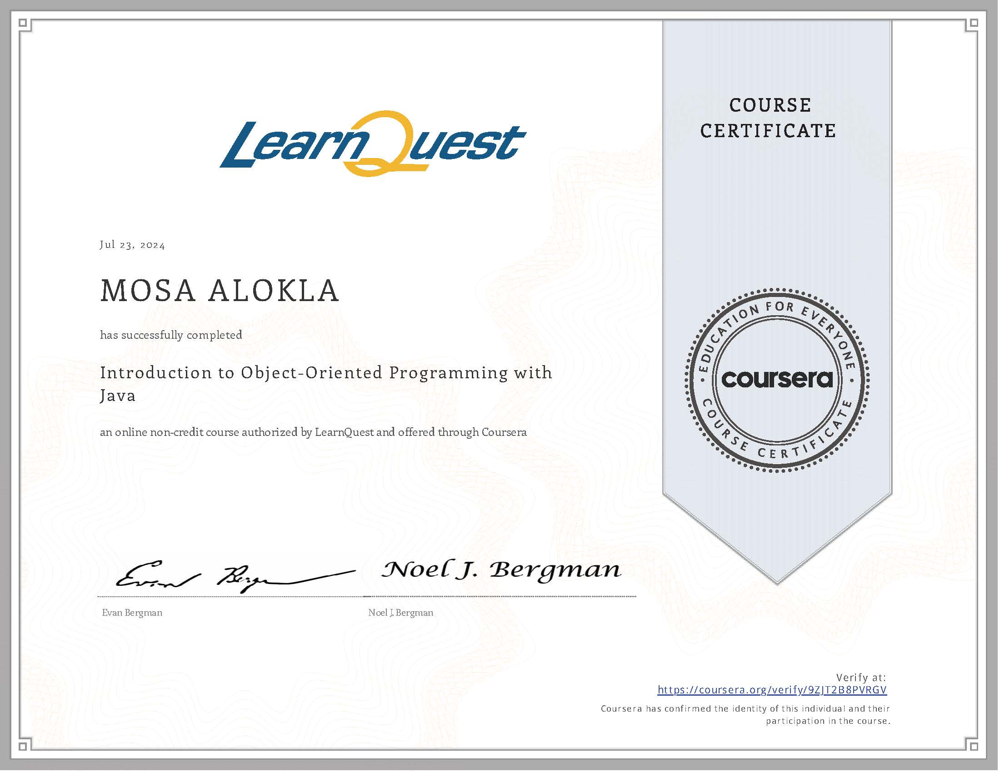 LearnQuest
COURSE
CERTIFICATE
Jul 23, 2024
MOSA ALOKLA
has successfully completed
Introduction to Object-Oriented Programming with
Java
an online non-credit course authorized by LearnQuest and offered through Coursera
EDUCATION FOR EVERYONE
coursera
COURSE CERTIFICATE
Evan Bergman
Noel J. Bergman
Evan Bergman
Noel J. Bergman
Verify at:
https://coursera.org/verify/9ZJT2B8PVRGV
Coursera has confirmed the identity of this individual and their
participation in the course.